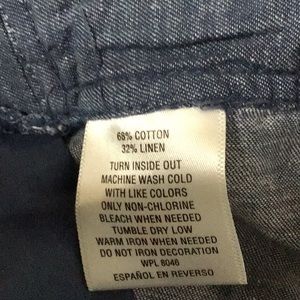 68% COTTON
32% LINEN
TURN INSIDE OUT
MACHINE WASH COLD
WITH LIKE COLORS
ONLY NON-CHLORINE
BLEACH WHEN NEEDED
TUMBLE DRY LOW
WARM IRON WHEN NEEDED
DO NOT IRON DECORATION
WPL 8046
ESPAÑOL EN REVERSO